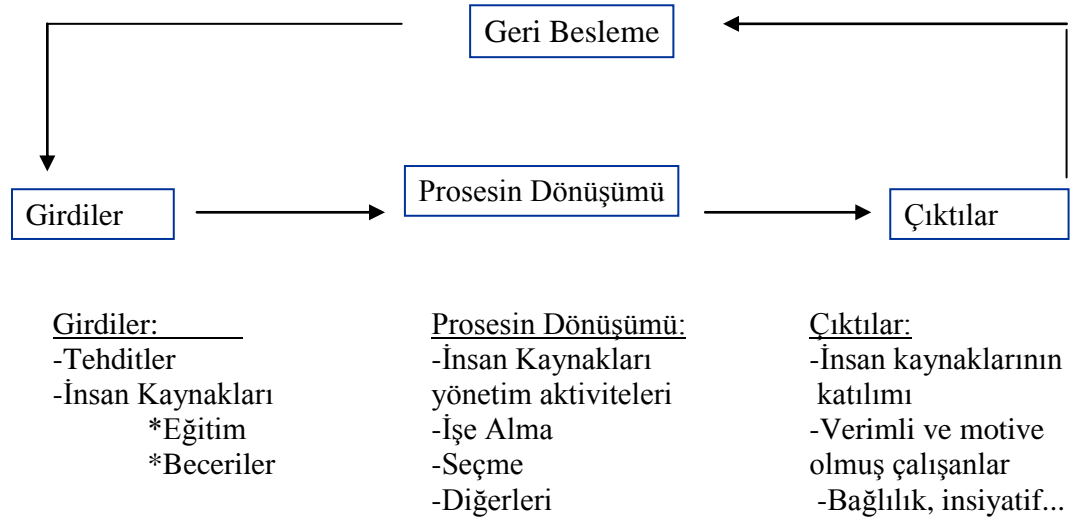 Geri Besleme
Girdiler
Prosesin Dönüşümü
Çıktılar
Girdiler:
-Tehditler
-İnsan Kaynakları
*Eğitim
*Beceriler
Prosesin Dönüşümü:
-İnsan Kaynakları
yönetim aktiviteleri
-İşe Alma
-Seçme
-Diğerleri
Çıktılar:
-İnsan kaynaklarının
katılımı
-Verimli ve motive
olmuş çalışanlar
-Bağlılık, insiyatif...